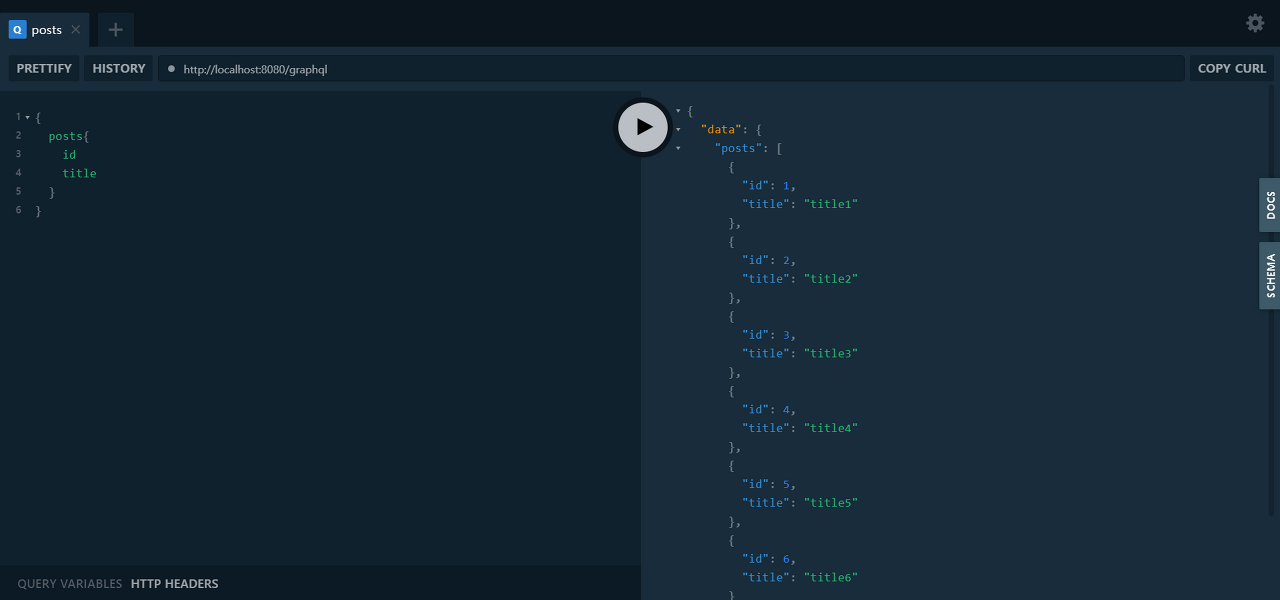 Q posts
PRETTIFY HISTORY http://localhost:8080/graphql COPY CURL
1 {
2 posts{
3 id
4 title
5 }
6 }
{
"data": {
"posts": [
{
"id": 1,
"title": "title1"
},
{
"id": 2,
"title": "title2"
},
{
"id": 3,
"title": "title3"
},
{
"id": 4,
"title": "title4"
},
{
"id": 5,
"title": "title5"
},
{
"id": 6,
"title": "title6"
}
DOCS
SCHEMA
QUERY VARIABLES HTTP HEADERS